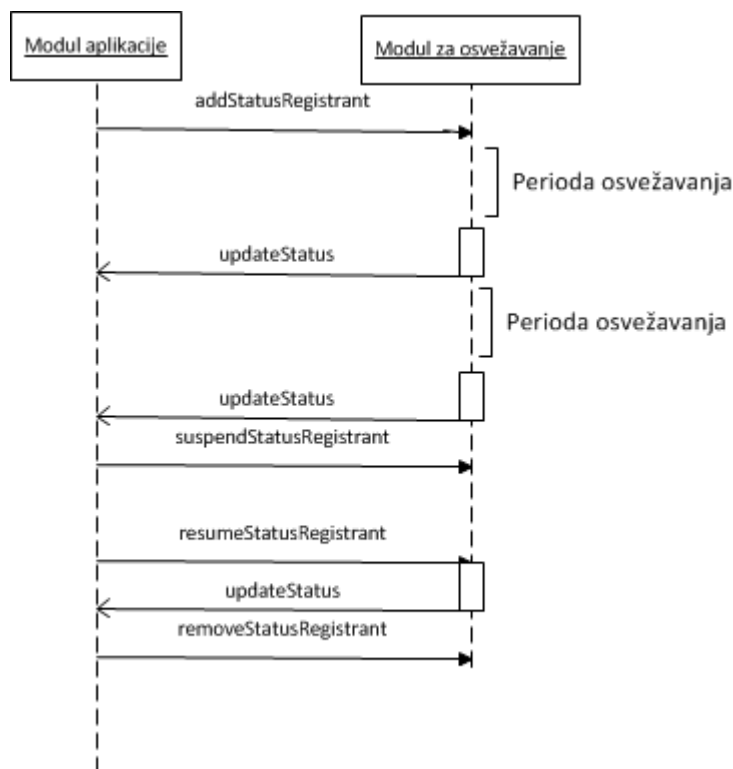 Modul aplikacije
Modul za osvežavanje
addStatusRegistrant
Perioda osvežavanja
updateStatus
Perioda osvežavanja
updateStatus
suspendStatusRegistrant
resumeStatusRegistrant
updateStatus
removeStatusRegistrant